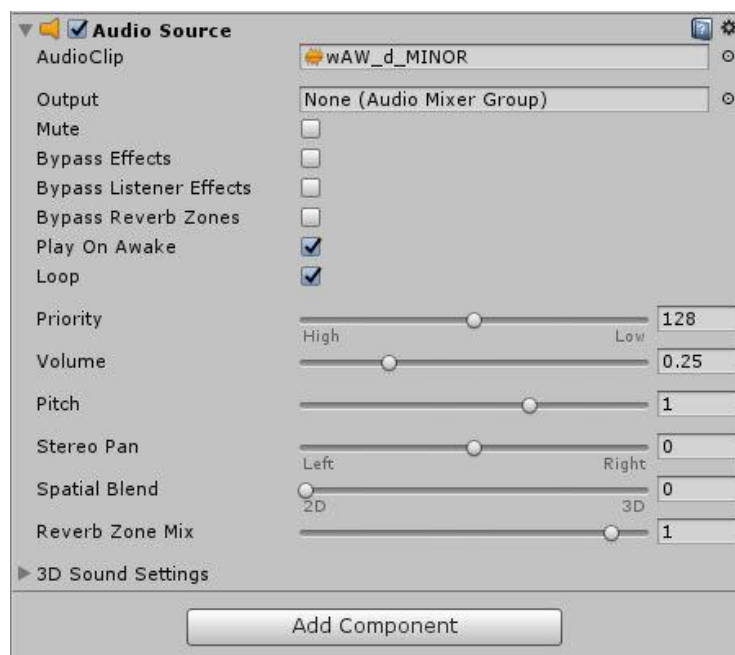 Audio Source
AudioClip wAW_d_MINOR
Output None (Audio Mixer Group)
Mute
Bypass Effects
Bypass Listener Effects
Bypass Reverb Zones
Play On Awake
Loop
Priority 128
High Low
Volume 0.25
Pitch 1
Stereo Pan 0
Left Right
Spatial Blend 0
2D 3D
Reverb Zone Mix 1
3D Sound Settings
Add Component